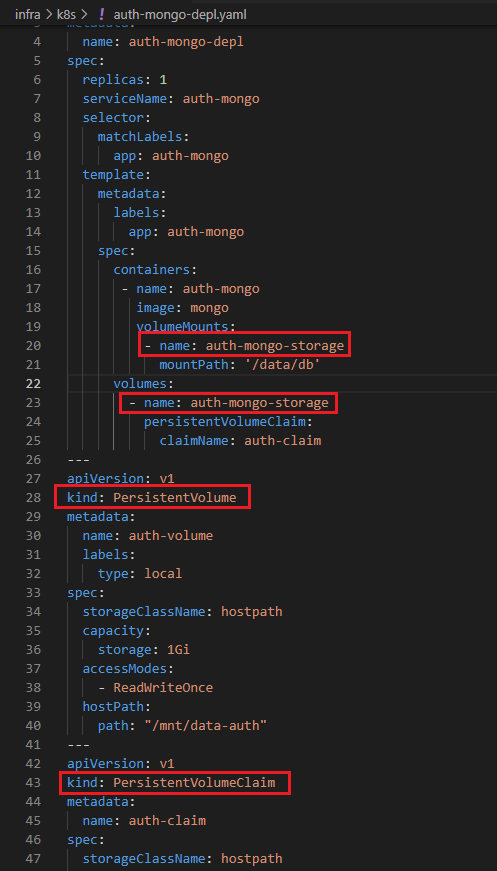 infra > k8s > ! auth-mongo-depl.yaml
4 name: auth-mongo-depl
5 spec:
6 replicas: 1
7 serviceName: auth-mongo
8 selector:
9 matchLabels:
10 app: auth-mongo
11 template:
12 metadata:
13 labels:
14 app: auth-mongo
15 spec:
16 containers:
17 - name: auth-mongo
18 image: mongo
19 volumeMounts:
20 - name: auth-mongo-storage
21 mountPath: '/data/db'
22 volumes:
23 - name: auth-mongo-storage
24 persistentVolumeClaim:
25 claimName: auth-claim
26 ---
27 apiVersion: v1
28 kind: PersistentVolume
29 metadata:
30 name: auth-volume
31 labels:
32 type: local
33 spec:
34 storageClassName: hostpath
35 capacity:
36 storage: 1Gi
37 accessModes:
38 - ReadWriteOnce
39 hostPath:
40 path: "/mnt/data-auth"
41 ---
42 apiVersion: v1
43 kind: PersistentVolumeClaim
44 metadata:
45 name: auth-claim
46 spec:
47 storageClassName: hostpath